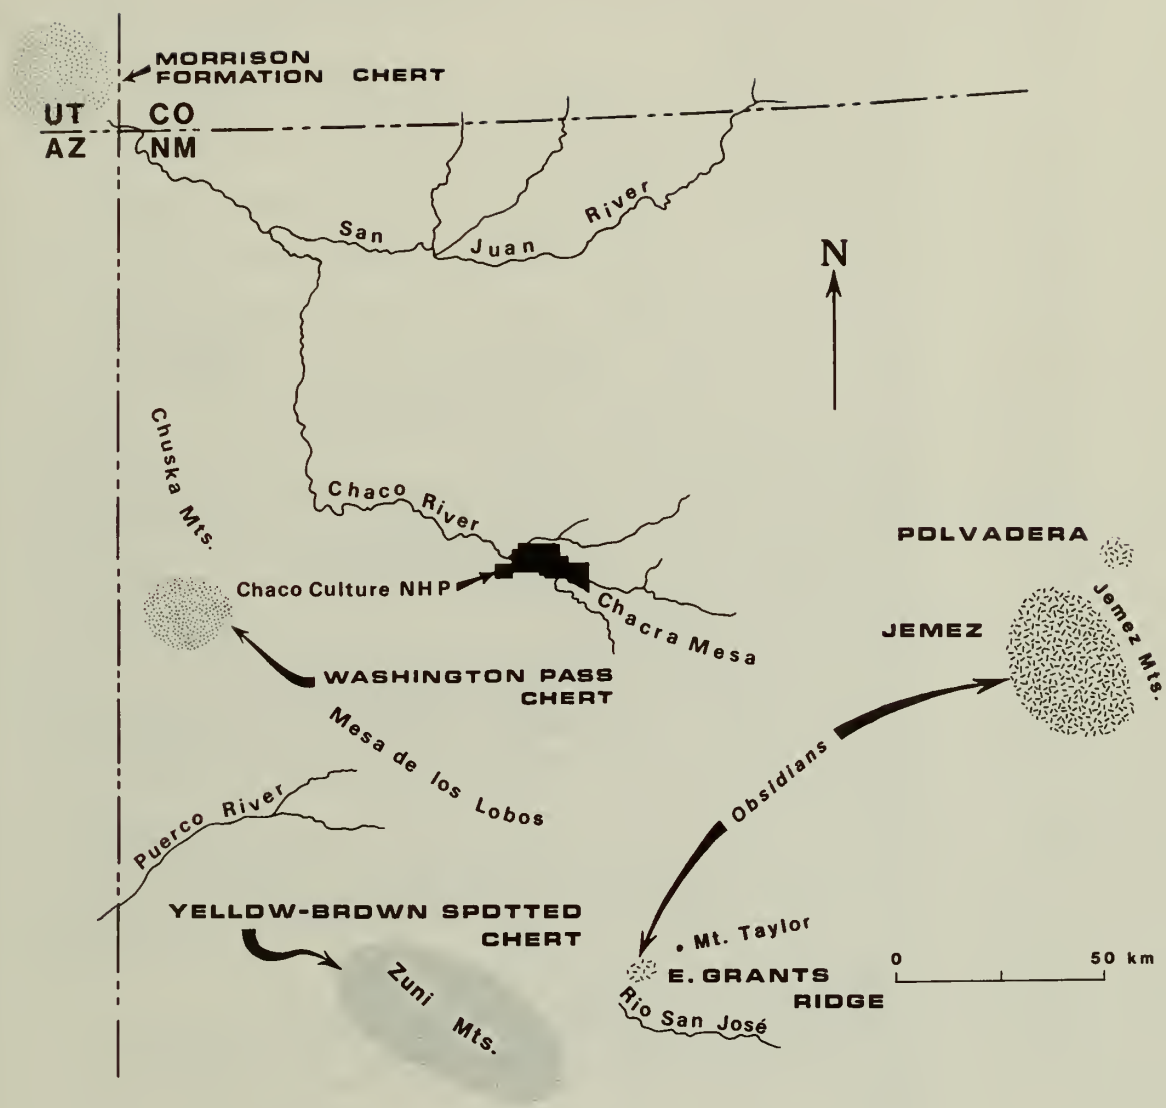 MORRISON
FORMATION CHERT
UT CO
AZ NM
San Juan River
N
Chuska Mts.
Chaco River
POLVADERA
Chaco Culture NHP
Jemez Mts.
Chacra Mesa
JEMEZ
WASHINGTON PASS
CHERT
Mesa de los Lobos
Obsidians
Puerco River
YELLOW-BROWN SPOTTED
CHERT
Mt. Taylor
0 50 km
Zuni Mts.
E. GRANTS
RIDGE
Rio San José